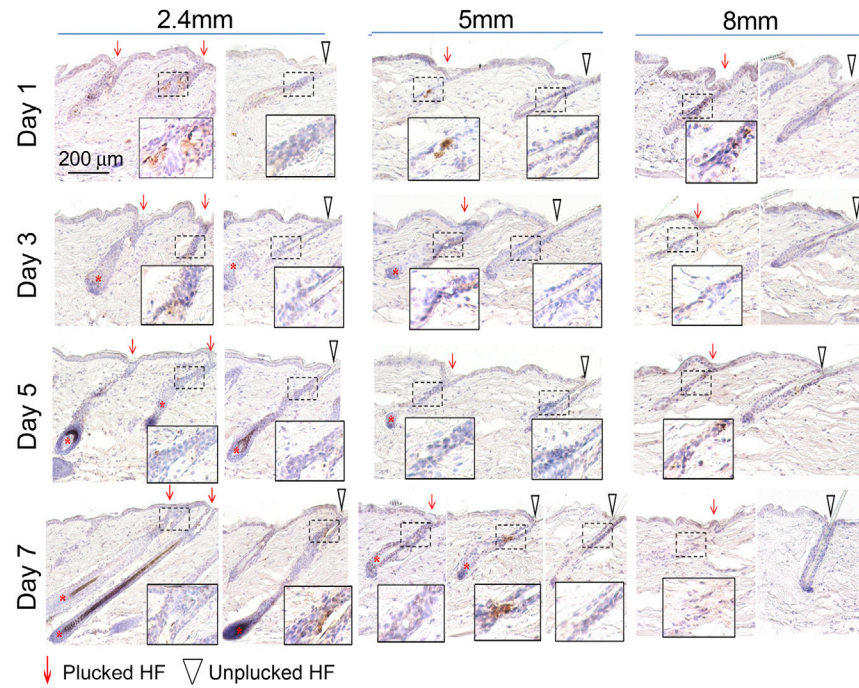 2.4mm 5mm 8mm
Day 1
200 μm
Day 3
* * *
Day 5
* * * *
Day 7
* * * * *
Plucked HF Unplucked HF